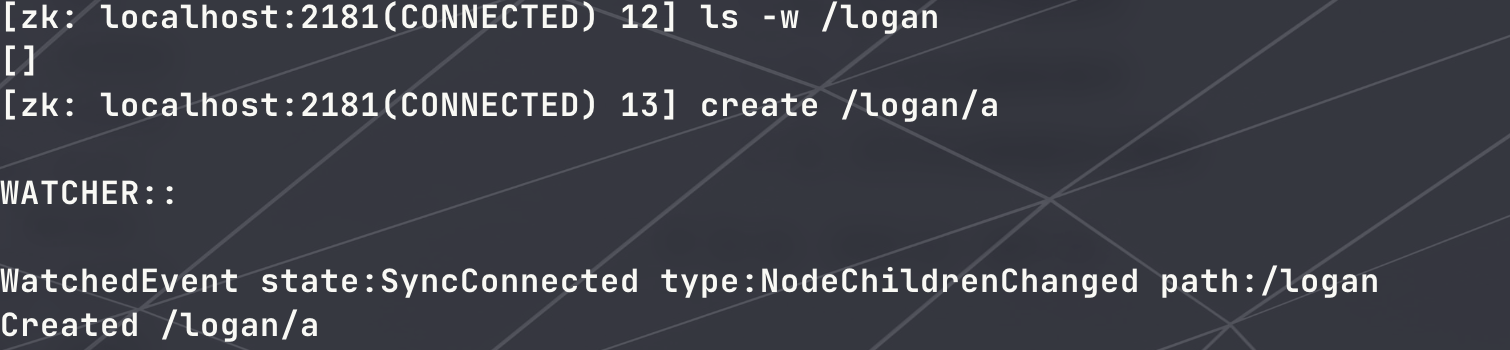 [zk: localhost:2181(CONNECTED) 12] ls -w /logan
[]
[zk: localhost:2181(CONNECTED) 13] create /logan/a
WATCHER::
WatchedEvent state:SyncConnected type:NodeChildrenChanged path:/logan
Created /logan/a